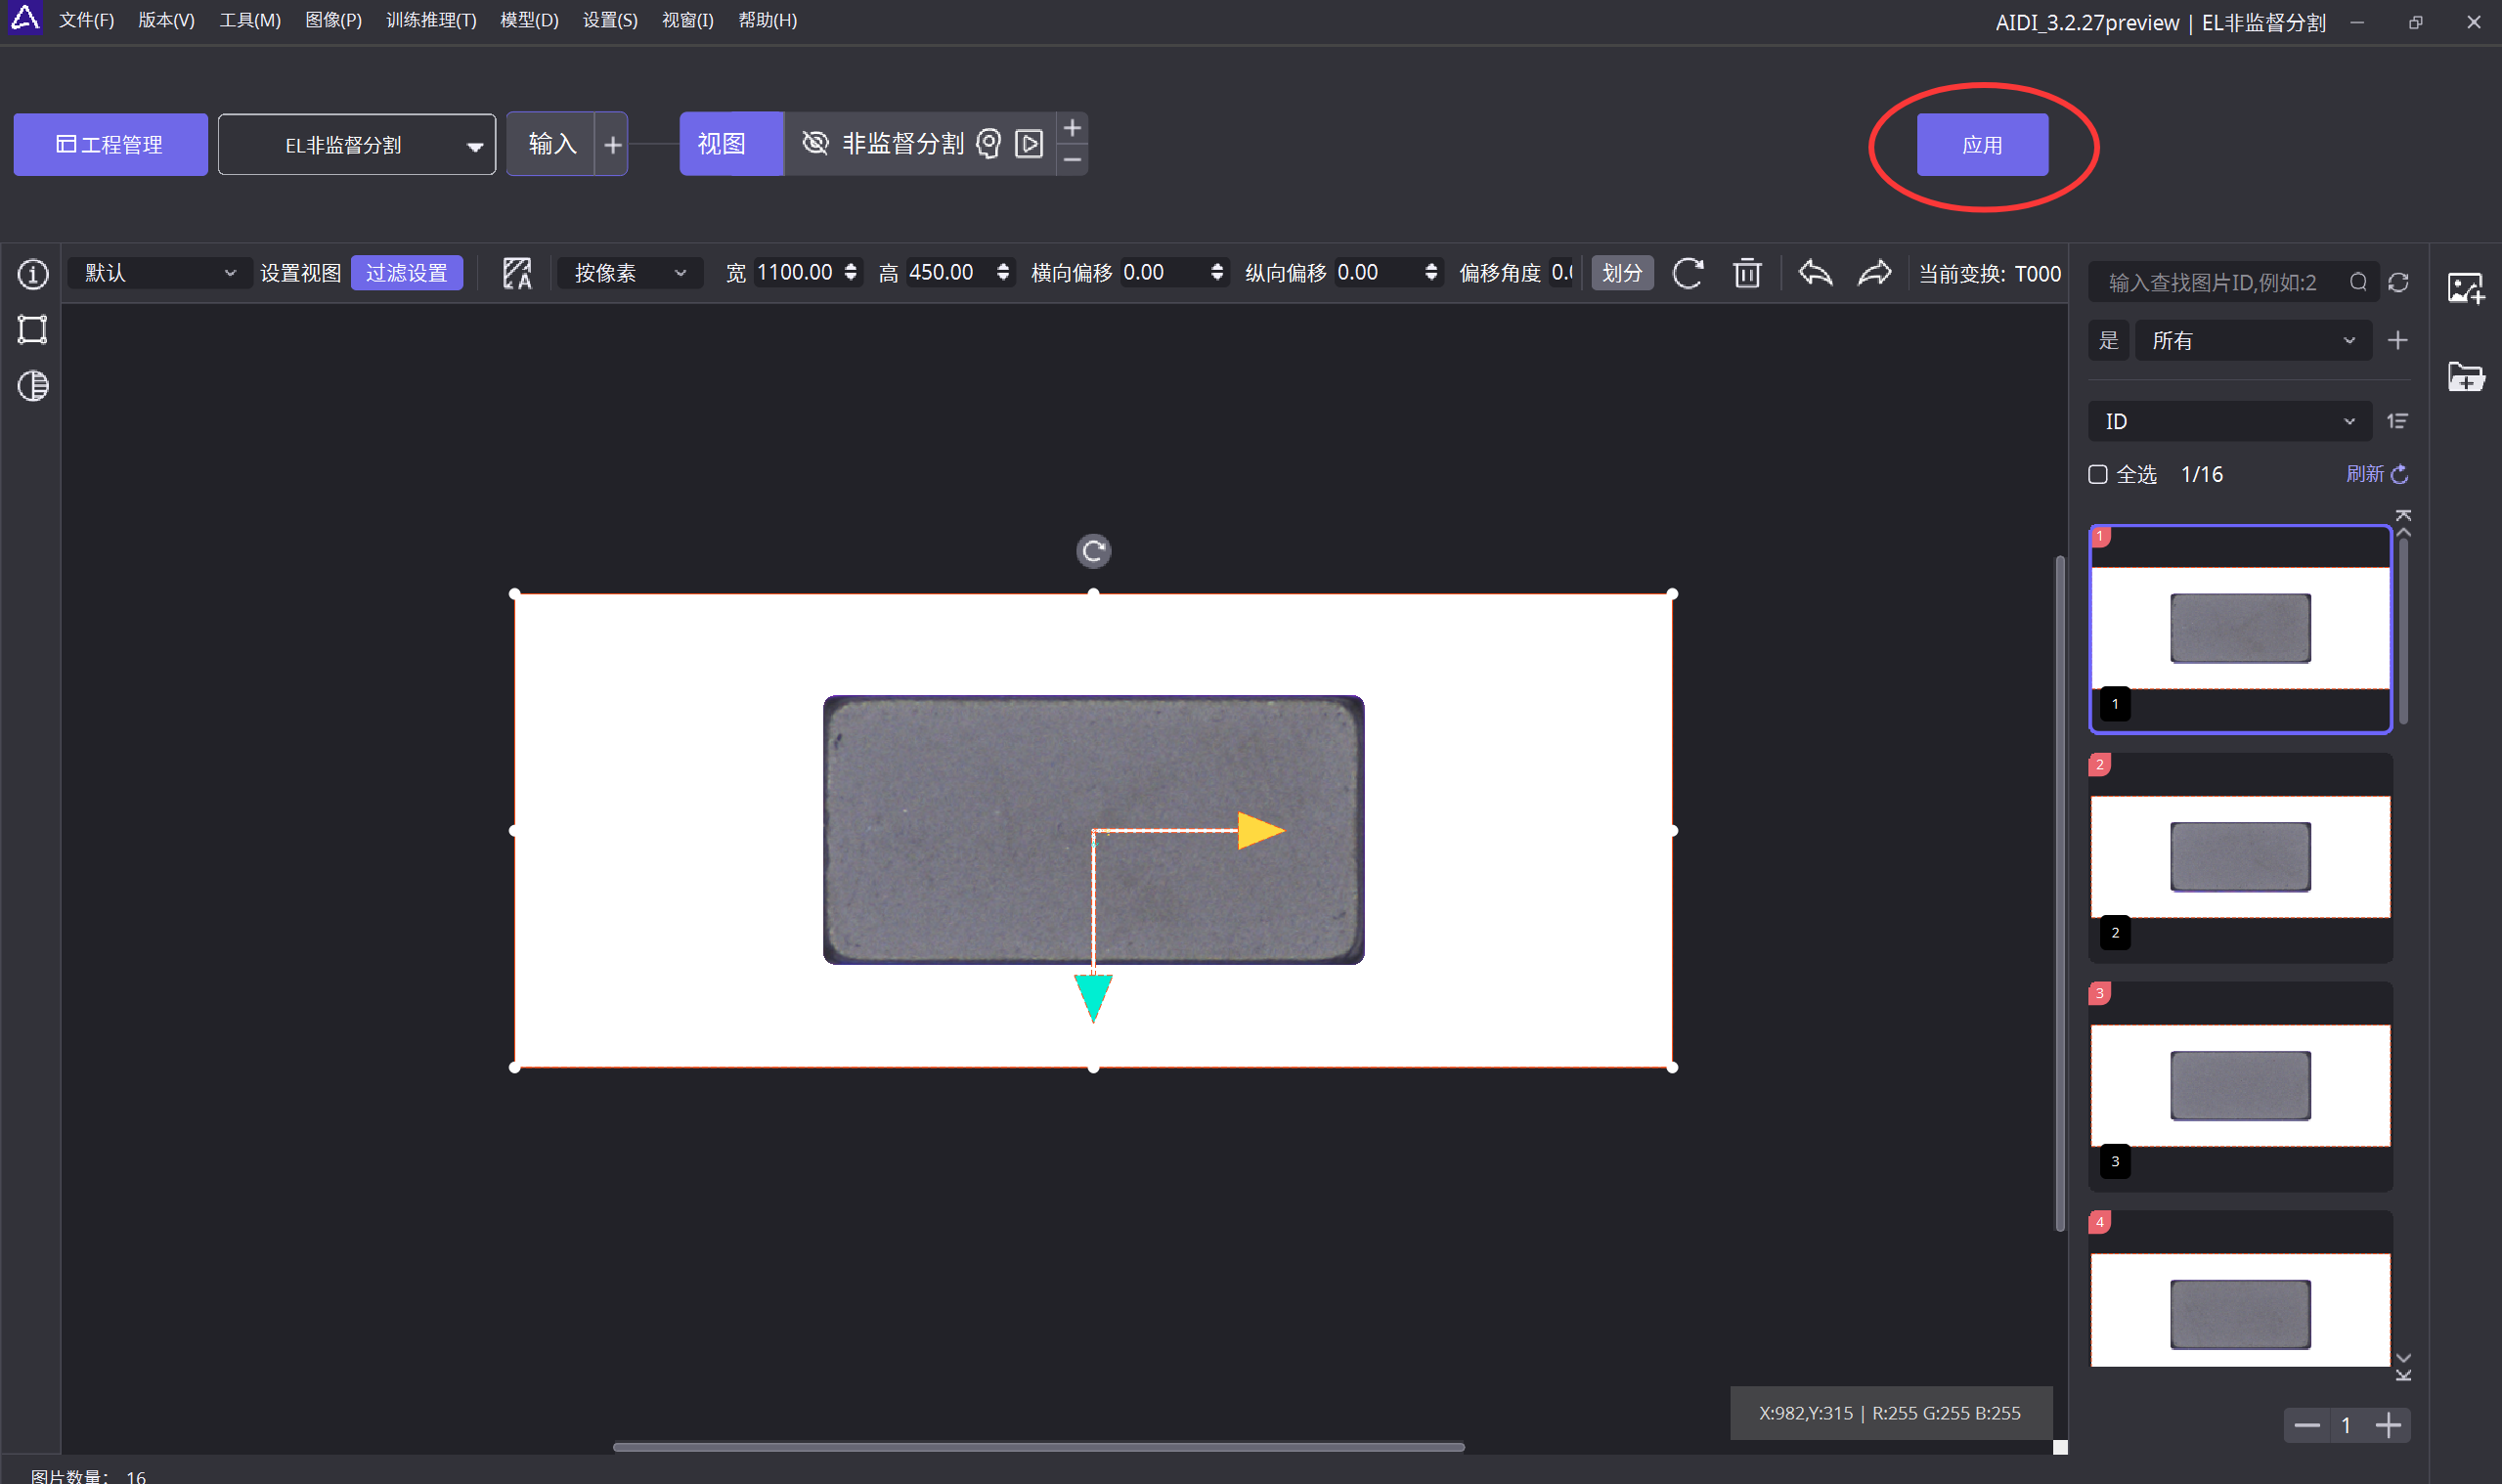 文件(F) 版本(V) 工具(M) 图像(P) 训练推理(T) 模型(D) 设置(S) 视窗(I) 帮助(H) AIDI_3.2.27preview | EL非监督分割
工程管理 EL非监督分割 输入 + 视图 非监督分割 应用
默认 设置视图 过滤设置 按像素 宽 1100.00 高 450.00 横向偏移 0.00 纵向偏移 0.00 偏移角度 0. 划分 当前变换: T000
输入查找图片ID,例如:2
是 所有
ID
全选 1/16 刷新
1
1
2
2
3
3
4
X:982,Y:315 | R:255 G:255 B:255
1
图片数量: 16